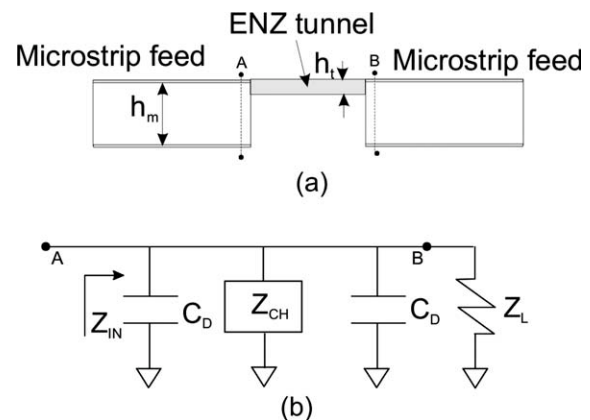 ENZ tunnel
Microstrip feed
A
h_t
B
Microstrip feed
h_m
(a)
A
B
Z_IN
C_D
Z_CH
C_D
Z_L
(b)